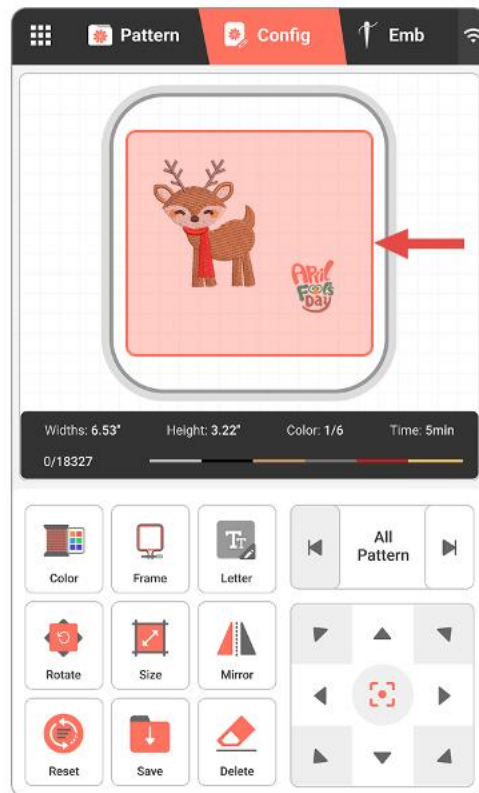 Pattern
Config
Emb
APRiL
FOOLS
DAY
Widths: 6.53"
Height: 3.22"
Color: 1/6
Time: 5min
0/18327
Color
Frame
Letter
All
Pattern
Rotate
Size
Mirror
Reset
Save
Delete